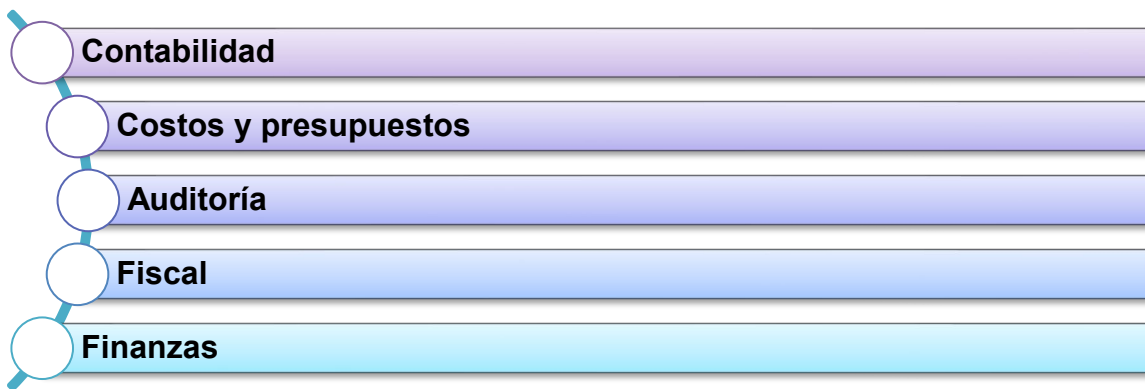 Contabilidad
Costos y presupuestos
Auditoría
Fiscal
Finanzas